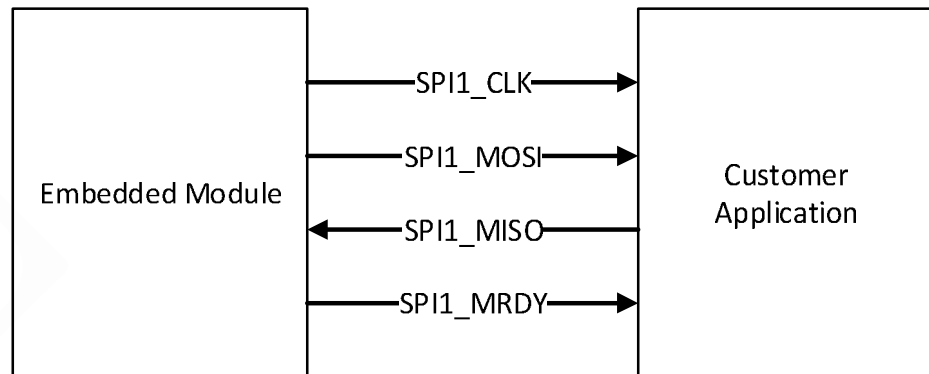 SPI1_CLK
SPI1_MOSI
Embedded Module
Customer
Application
SPI1_MISO
SPI1_MRDY